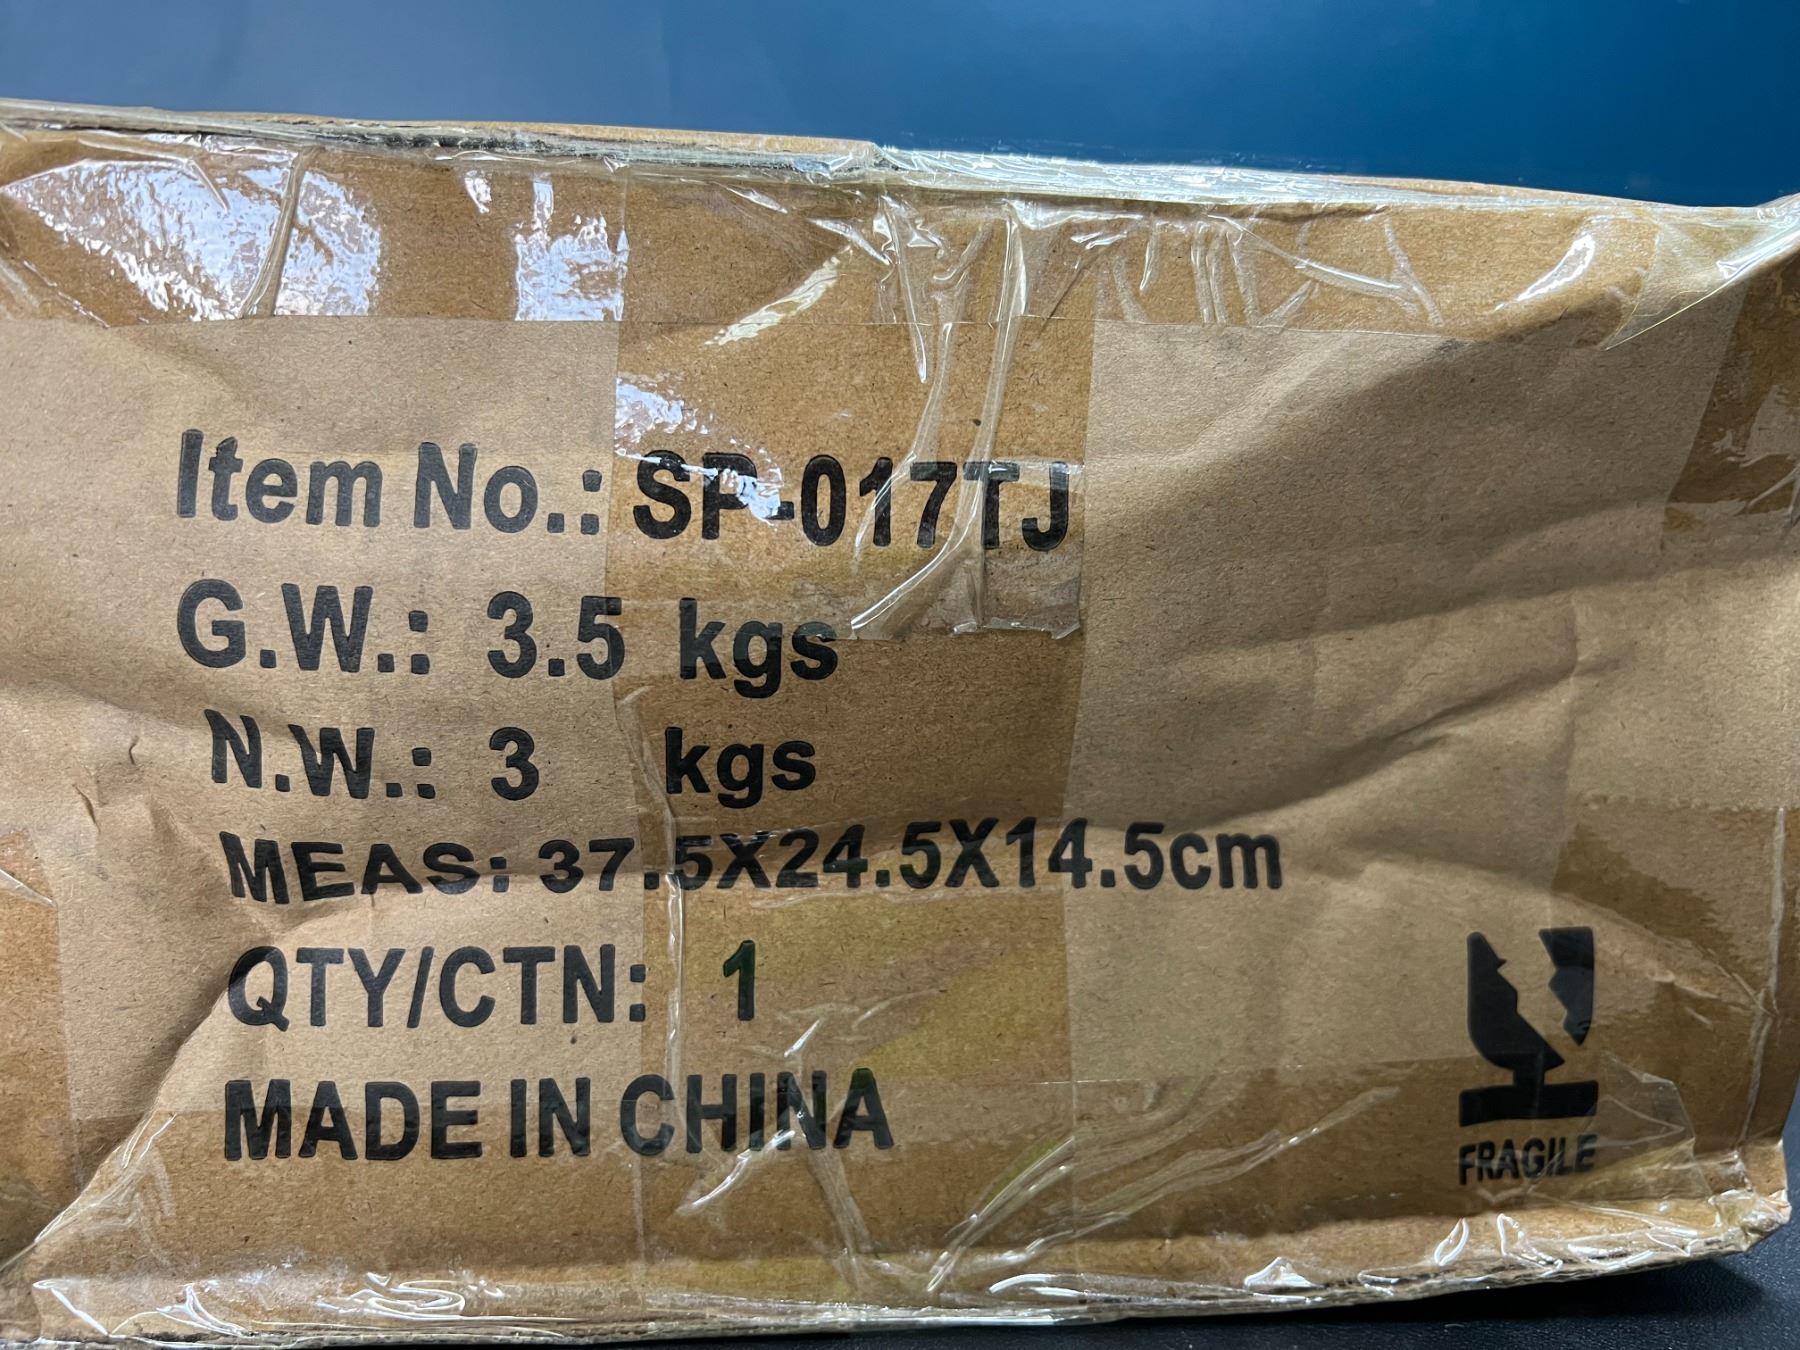 Item No.: SP-017TJ
G.W.: 3.5 kgs
N.W.: 3 kgs
MEAS: 37.5X24.5X14.5cm
QTY/CTN: 1
MADE IN CHINA
FRAGILE